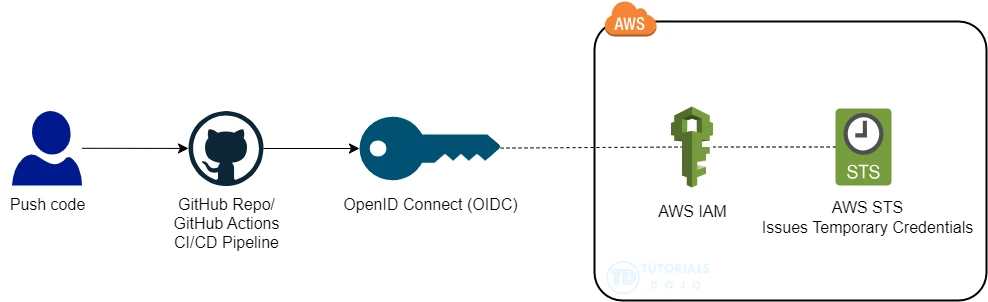 AWS
Push code
GitHub Repo/
GitHub Actions
CI/CD Pipeline
OpenID Connect (OIDC)
AWS IAM
STS
AWS STS
Issues Temporary Credentials
TD
TUTORIALS
DOJO